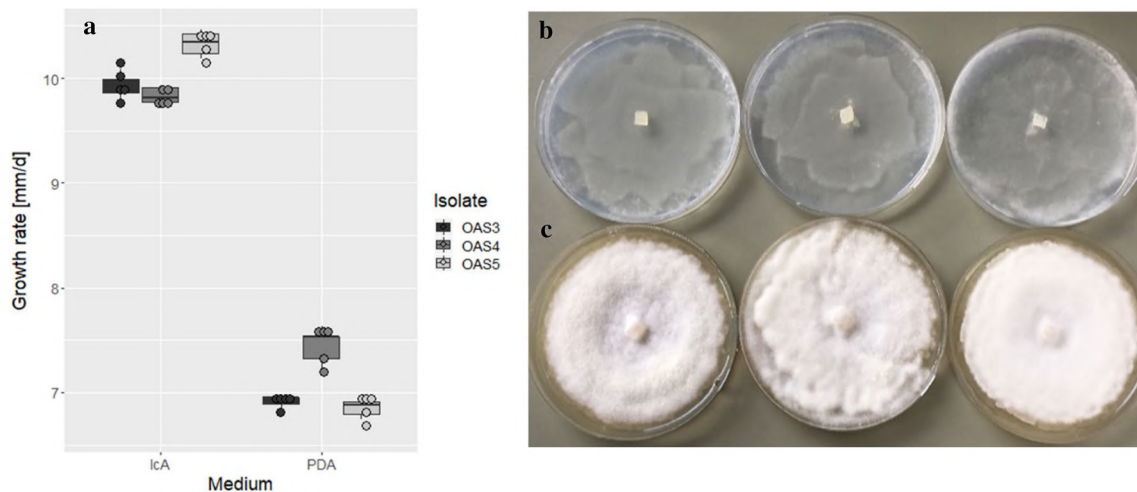 a
Growth rate [mm/d]
10
9
8
7
IcA
PDA
Medium
Isolate
OAS3
OAS4
OAS5
b
c